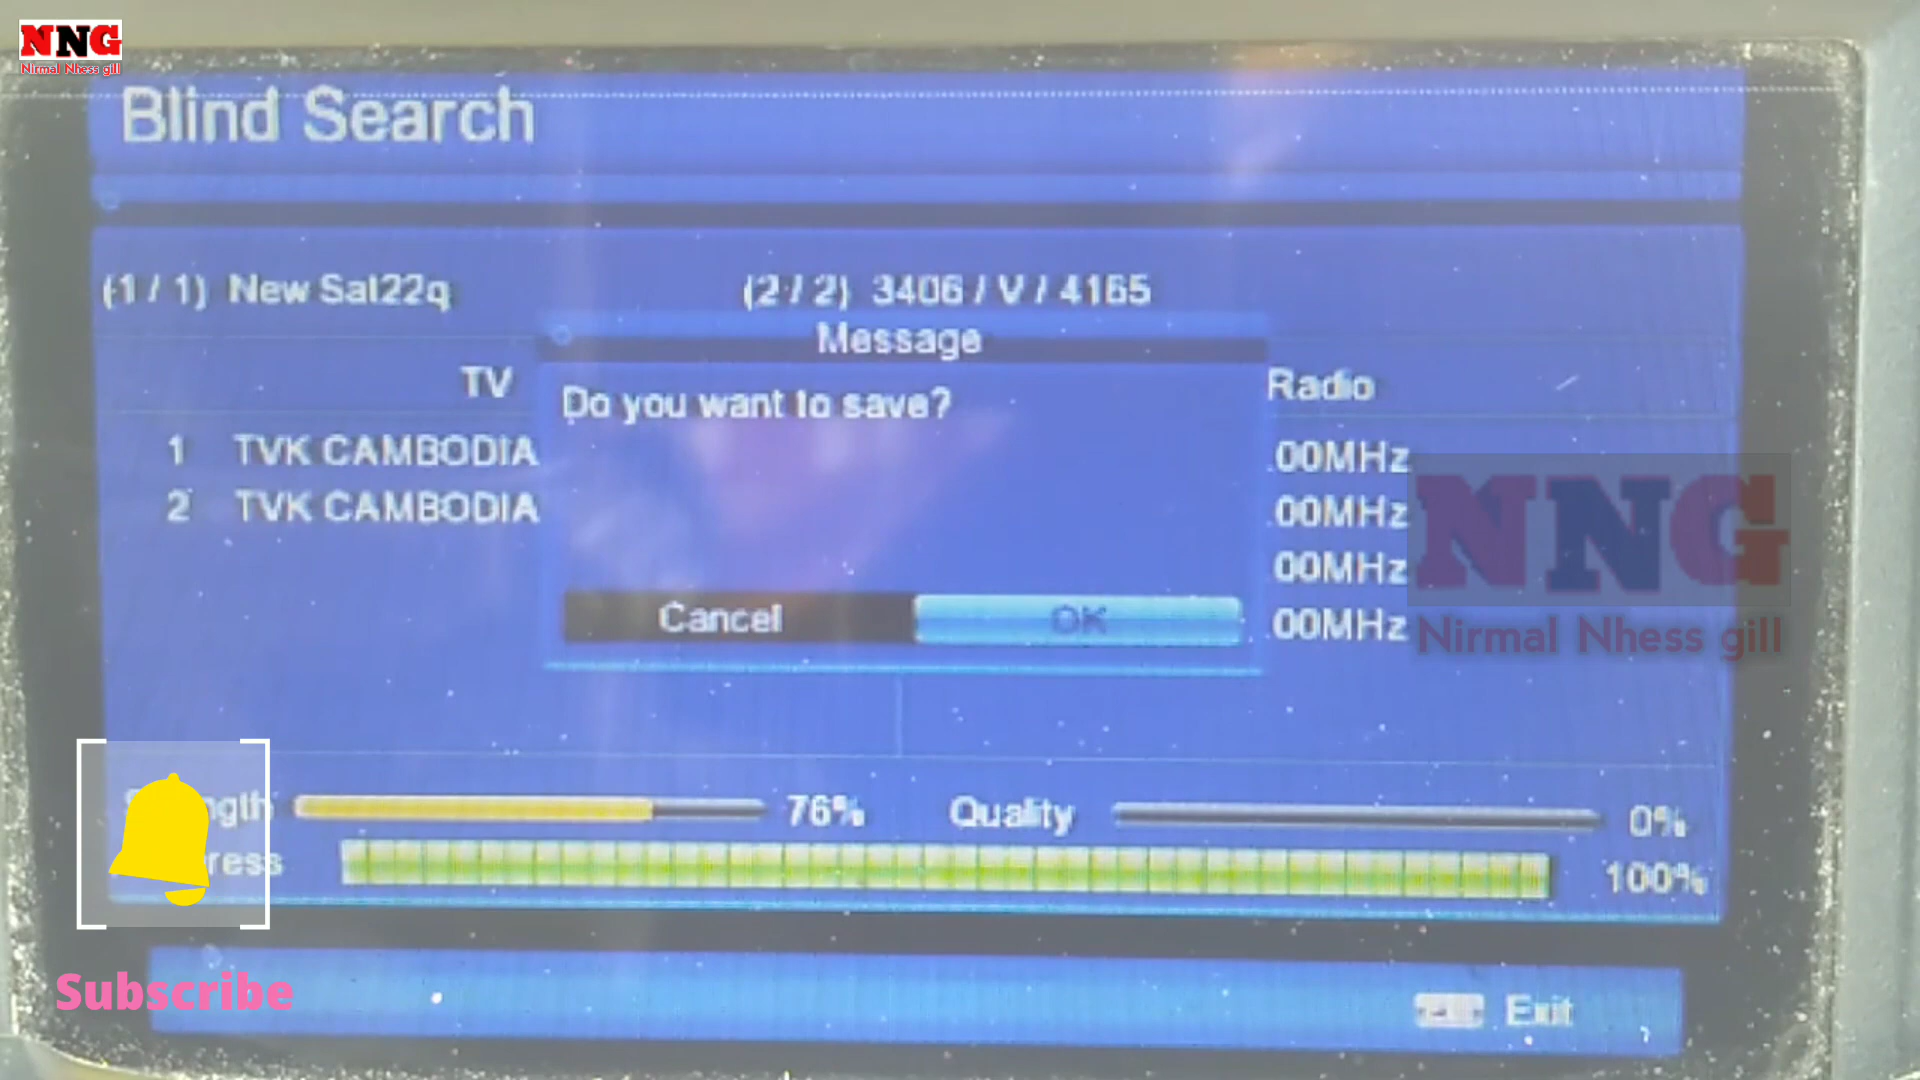 NNG
Nirmal Nhess gill
Blind Search
(1 / 1) New Sat22q
(2 / 2) 3406 / V / 4165
Message
TV
Radio
Do you want to save?
1 TVK CAMBODIA
2 TVK CAMBODIA
.00MHz
.00MHz
00MHz
.00MHz
NNG
Nirmal Nhess gill
Cancel
OK
76%
Quality
0%
100%
Subscribe
Exit